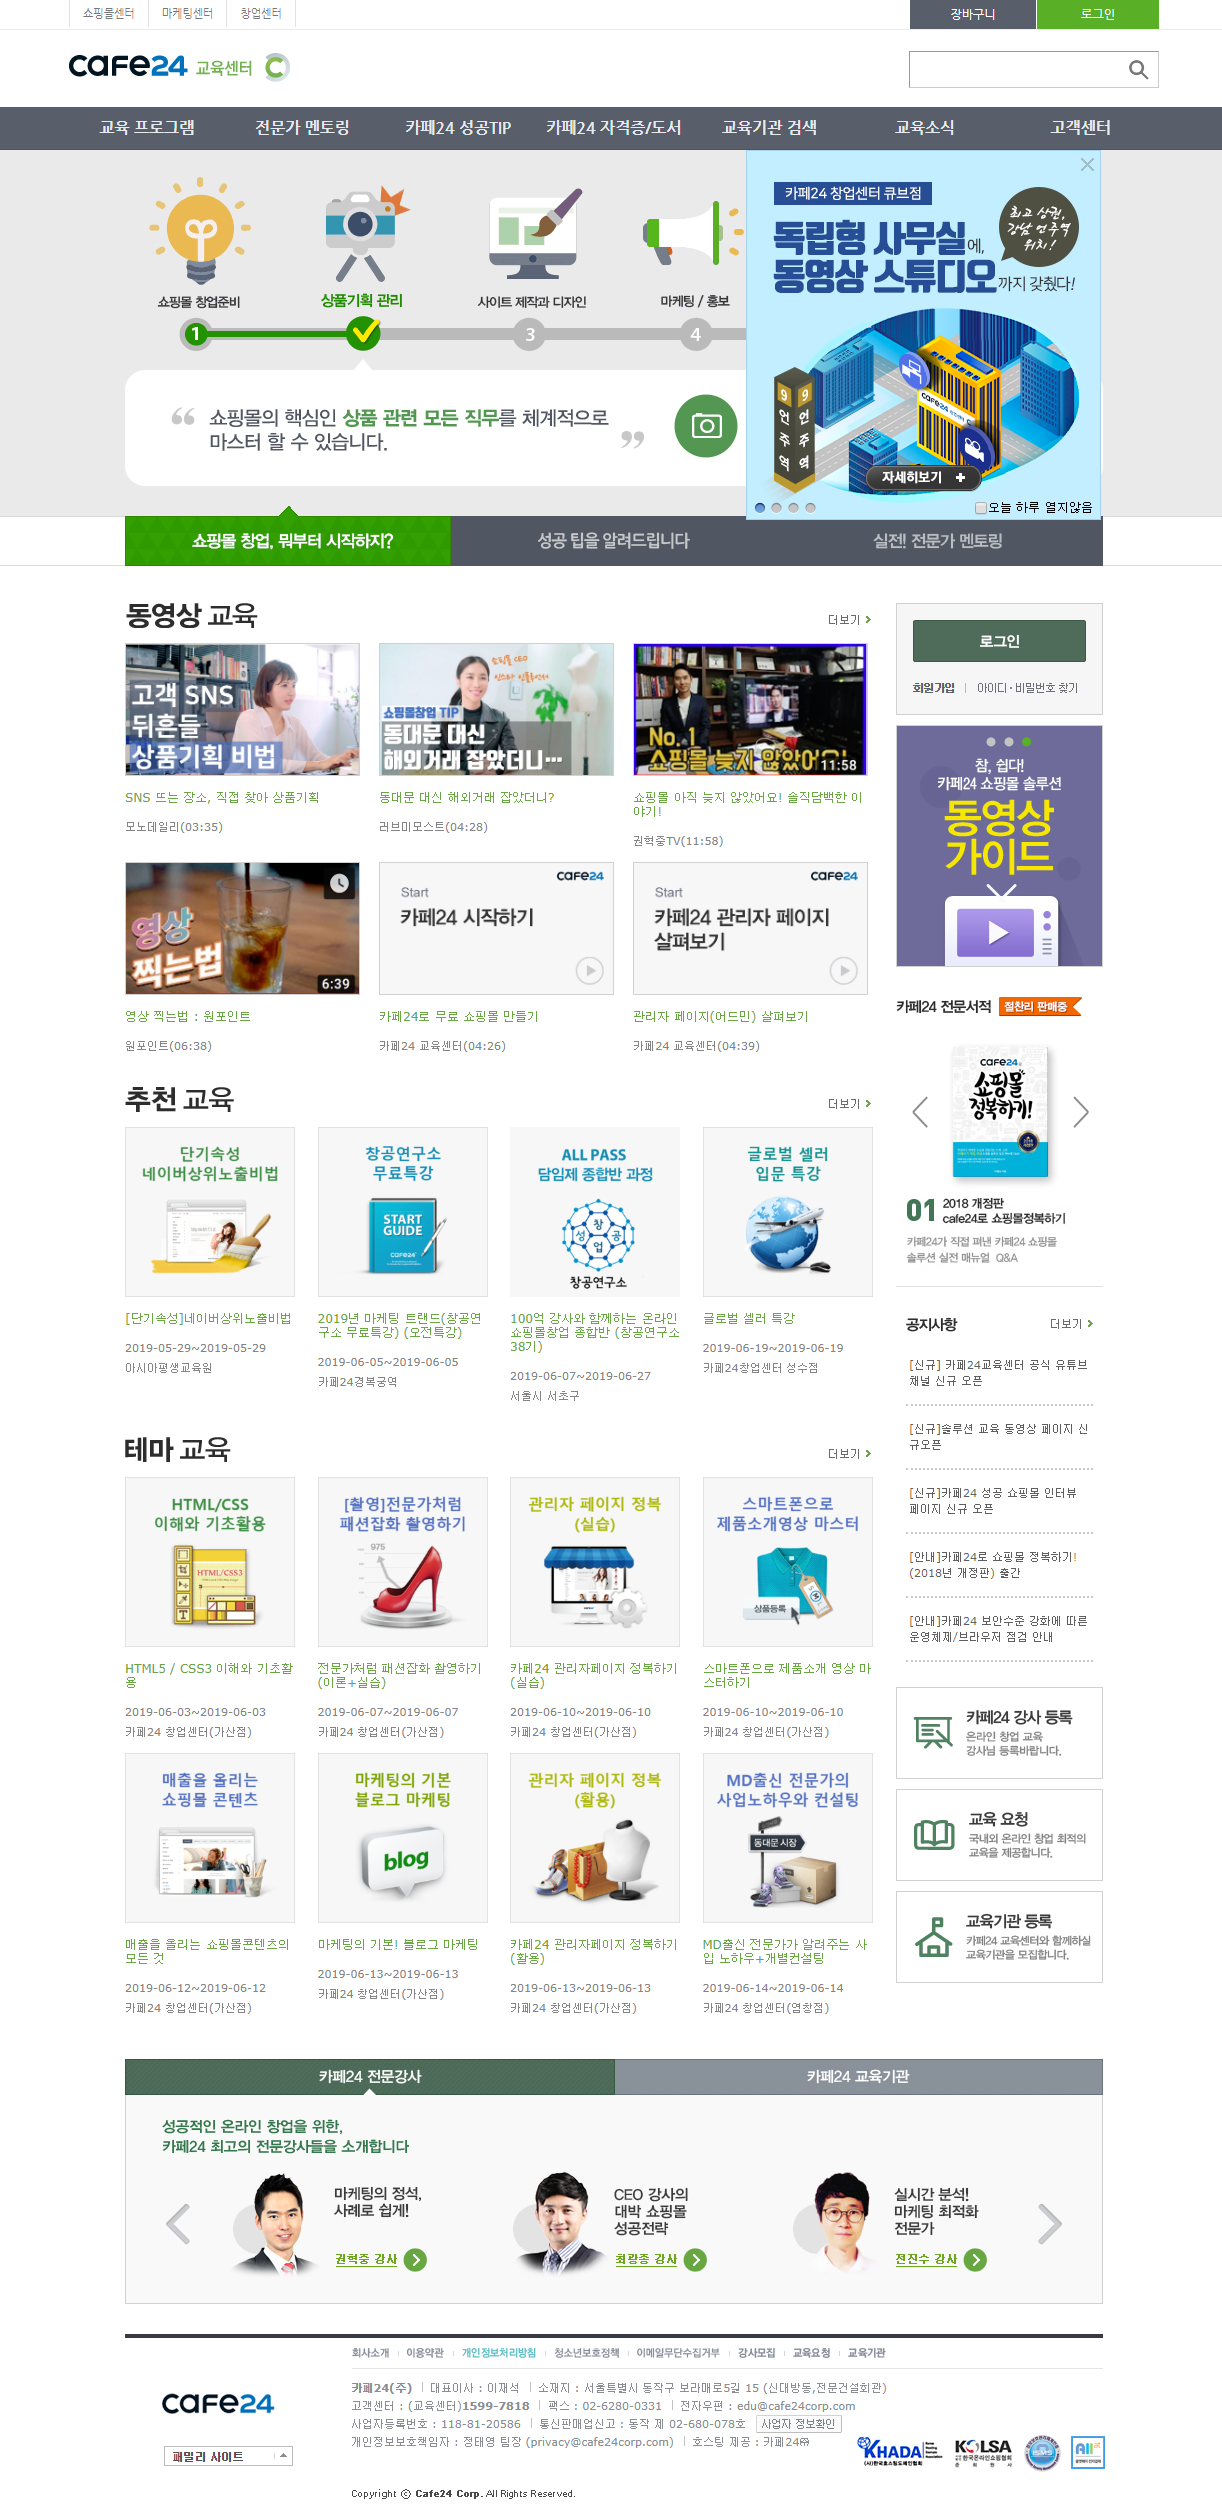 쇼핑몰센터
마케팅센터
창업센터
장바구니
로그인
cafe24 교육센터
교육 프로그램
전문가 멘토링
카페24 성공TIP
카페24 자격증/도서
교육기관 검색
교육소식
고객센터
쇼핑몰 창업준비
상품기획 관리
사이트 제작과 디자인
마케팅 / 홍보
1
3
4
“ 쇼핑몰의 핵심인 상품 관련 모든 직무를 체계적으로
마스터 할 수 있습니다. ”
카페24 창업센터 큐브점
최고 상권,
강남 언주역
위치!
독립형 사무실에,
동영상 스튜디오까지 갖췄다!
9 언주역
9 언주역
cafe24
자세히보기 +
오늘 하루 열지않음
쇼핑몰 창업, 뭐부터 시작하지?
성공 팁을 알려드립니다
실전! 전문가 멘토링
동영상 교육
더보기
고객 SNS
뒤흔들
상품기획 비법
쇼핑몰 CEO
쇼핑몰창업 TIP
동대문 대신
해외거래 잡았더니…
No.1
쇼핑몰 늦지 않았어요!
11:58
SNS 뜨는 장소, 직접 찾아 상품기획
모노데일리(03:35)
동대문 대신 해외거래 잡았더니?
러브미모스트(04:28)
쇼핑몰 아직 늦지 않았어요! 솔직담백한 이
야기!
권혁중TV(11:58)
영상
찍는법
6:39
cafe24
Start
카페24 시작하기
cafe24
Start
카페24 관리자 페이지
살펴보기
영상 찍는법 : 원포인트
원포인트(06:38)
카페24로 무료 쇼핑몰 만들기
카페24 교육센터(04:26)
관리자 페이지(어드민) 살펴보기
카페24 교육센터(04:39)
로그인
회원가입
아이디·비밀번호 찾기
참, 쉽다!
카페24 쇼핑몰 솔루션
동영상
가이드
카페24 전문서적
절찬리 판매중
cafe24로
쇼핑몰
정복하기!
01 2018 개정판
cafe24로 쇼핑몰정복하기
카페24가 직접 펴낸 카페24 쇼핑몰
솔루션 실전 매뉴얼 Q&A
추천 교육
더보기
단기속성
네이버상위노출비법
창공연구소
무료특강
START
GUIDE
cafe24
ALL PASS
담임제 종합반 과정
창
성 공
업
창공연구소
글로벌 셀러
입문 특강
[단기속성]네이버상위노출비법
2019-05-29~2019-05-29
아시아평생교육원
2019년 마케팅 트랜드(창공연
구소 무료특강) (오전특강)
2019-06-05~2019-06-05
카페24경복궁역
100억 강사와 함께하는 온라인
쇼핑몰창업 종합반 (창공연구소
38기)
2019-06-07~2019-06-27
서울시 서초구
글로벌 셀러 특강
2019-06-19~2019-06-19
카페24창업센터 성수점
공지사항
더보기
[신규] 카페24교육센터 공식 유튜브
채널 신규 오픈
[신규]솔루션 교육 동영상 페이지 신
규오픈
[신규]카페24 성공 쇼핑몰 인터뷰
페이지 신규 오픈
[안내]카페24로 쇼핑몰 정복하기!
(2018년 개정판) 출간
[안내]카페24 보안수준 강화에 따른
운영체제/브라우저 점검 안내
테마 교육
더보기
HTML/CSS
이해와 기초활용
HTML/CSS3
[촬영]전문가처럼
패션잡화 촬영하기
975
관리자 페이지 정복
(실습)
스마트폰으로
제품소개영상 마스터
상품등록
HTML5 / CSS3 이해와 기초활
용
2019-06-03~2019-06-03
카페24 창업센터(가산점)
전문가처럼 패션잡화 촬영하기
(이론+실습)
2019-06-07~2019-06-07
카페24 창업센터(가산점)
카페24 관리자페이지 정복하기
(실습)
2019-06-10~2019-06-10
카페24 창업센터(가산점)
스마트폰으로 제품소개 영상 마
스터하기
2019-06-10~2019-06-10
카페24 창업센터(가산점)
매출을 올리는
쇼핑몰 콘텐츠
마케팅의 기본
블로그 마케팅
blog
관리자 페이지 정복
(활용)
MD출신 전문가의
사업노하우와 컨설팅
동대문 시장
매출을 올리는 쇼핑몰콘텐츠의
모든 것
2019-06-12~2019-06-12
카페24 창업센터(가산점)
마케팅의 기본! 블로그 마케팅
2019-06-13~2019-06-13
카페24 창업센터(가산점)
카페24 관리자페이지 정복하기
(활용)
2019-06-13~2019-06-13
카페24 창업센터(가산점)
MD출신 전문가가 알려주는 사
입 노하우+개별컨설팅
2019-06-14~2019-06-14
카페24 창업센터(염창점)
카페24 강사 등록
온라인 창업 교육
강사님 등록바랍니다.
교육 요청
국내외 온라인 창업 최적의
교육을 제공합니다.
교육기관 등록
카페24 교육센터와 함께하실
교육기관을 모집합니다.
카페24 전문강사
카페24 교육기관
성공적인 온라인 창업을 위한,
카페24 최고의 전문강사들을 소개합니다
마케팅의 정석,
사례로 쉽게!
권혁중 강사
CEO 강사의
대박 쇼핑몰
성공전략
최광종 강사
실시간 분석!
마케팅 최적화
전문가
전진수 강사
회사소개
이용약관
개인정보처리방침
청소년보호정책
이메일무단수집거부
강사모집
교육요청
교육기관
cafe24
패밀리 사이트
카페24(주) | 대표이사 : 이재석 | 소재지 : 서울특별시 동작구 보라매로5길 15 (신대방동,전문건설회관)
고객센터 : (교육센터)1599-7818 | 팩스 : 02-6280-0331 | 전자우편 : edu@cafe24corp.com
사업자등록번호 : 118-81-20586 | 통신판매업신고 : 동작 제 02-680-078호 사업자 정보확인
개인정보보호책임자 : 정태영 팀장 (privacy@cafe24corp.com) | 호스팅 제공 : 카페24㈜
KHADA
(사)한국호스팅도메인협회
KOLSA
한국온라인쇼핑협회
정회원사
ISMS
All at
Copyright ⓒ Cafe24 Corp. All Rights Reserved.